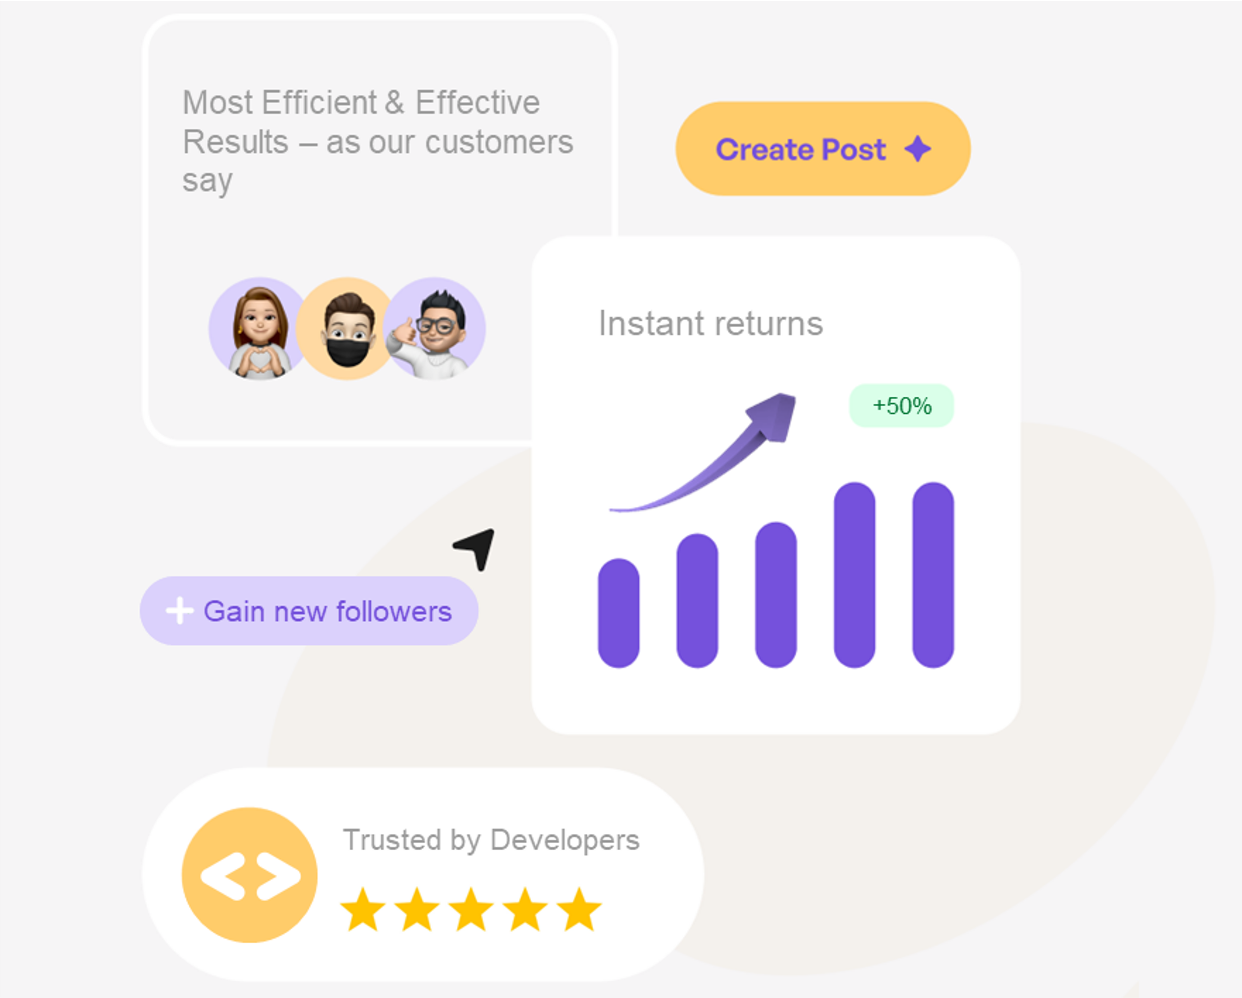 Most Efficient & Effective
Results – as our customers
say
Create Post
Instant returns
+50%
Gain new followers
Trusted by Developers